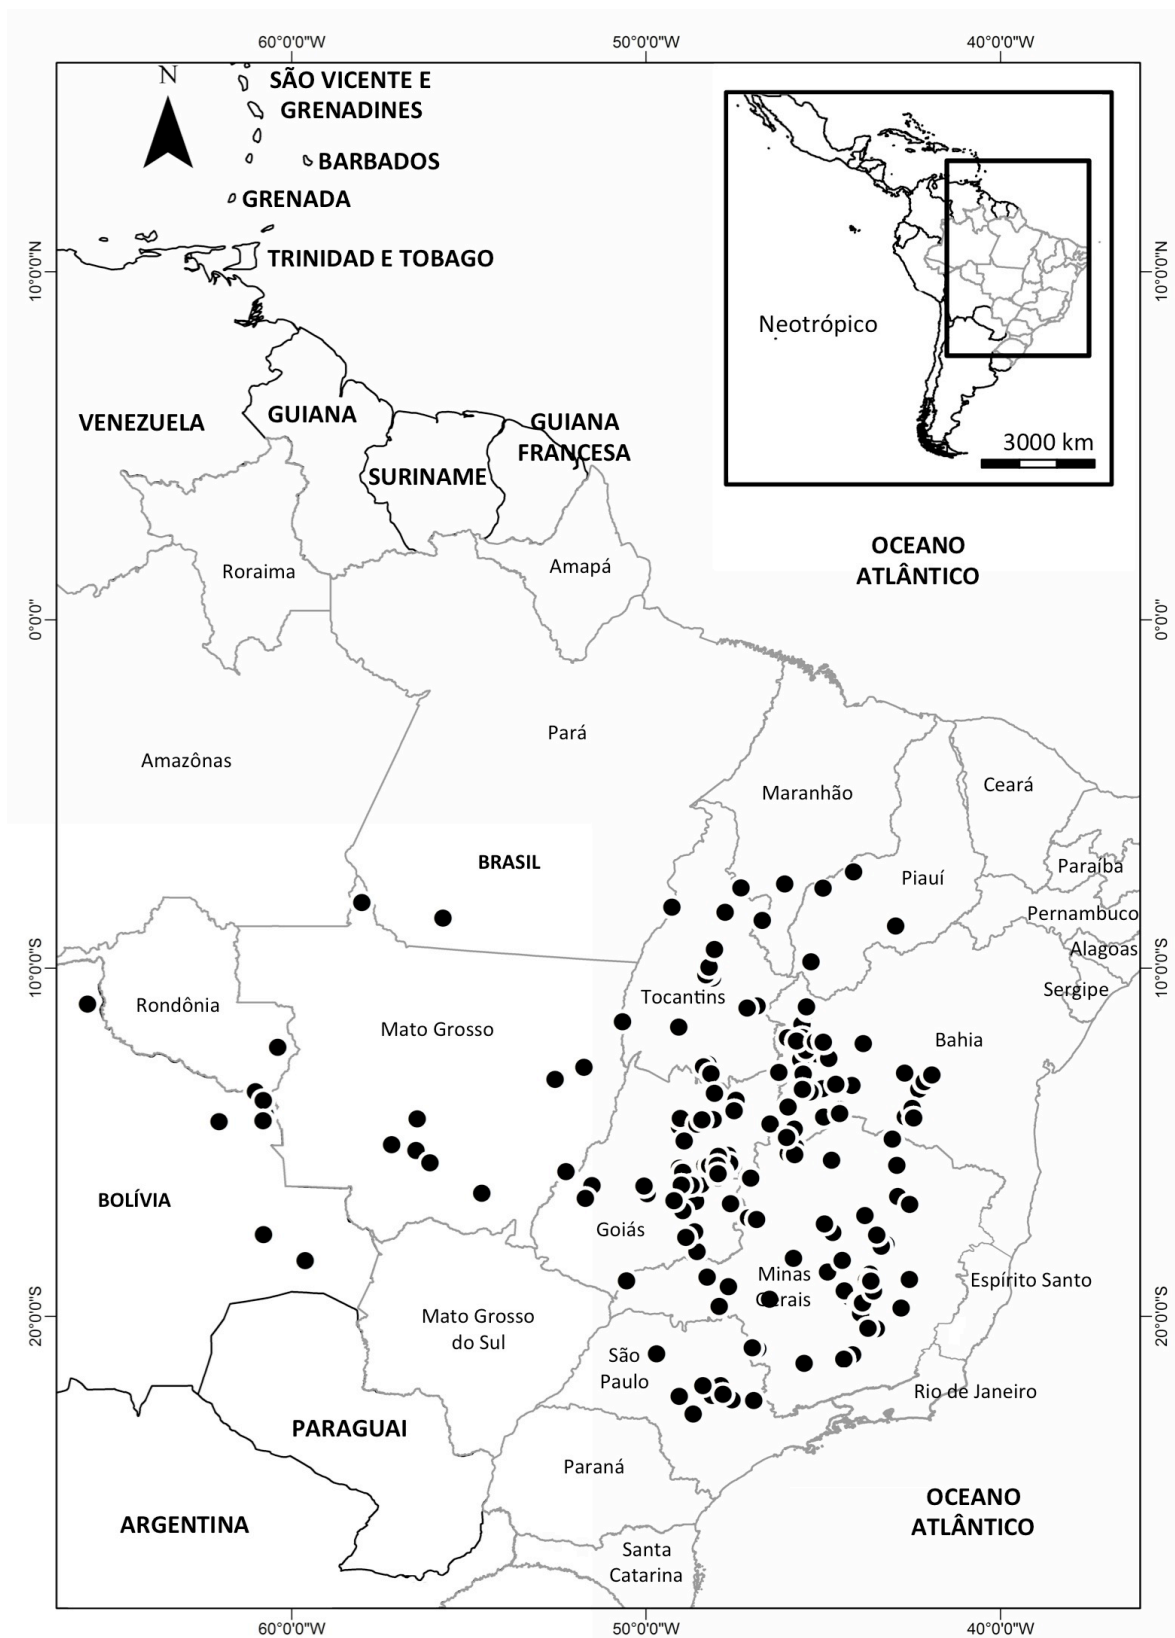 60°0'0"W
50°0'0"W
40°0'0"W
N
SÃO VICENTE E
GRENADINES
BARBADOS
GRENADA
TRINIDAD E TOBAGO
10°0'0"N
10°0'0"N
Neotrópico
3000 km
VENEZUELA
GUIANA
GUIANA
FRANCESA
SURINAME
OCEANO
ATLÂNTICO
Roraima
Amapá
0°0'0"
0°0'0"
Pará
Amazônas
Maranhão
Ceará
BRASIL
Piauí
Paraíba
Pernambuco
Alagoas
10°0'0"S
10°0'0"S
Sergipe
Rondônia
Tocantins
Mato Grosso
Bahia
BOLÍVIA
Goiás
Minas
Gerais
Espírito Santo
20°0'0"S
20°0'0"S
Mato Grosso
do Sul
São
Paulo
Rio de Janeiro
PARAGUAI
Paraná
ARGENTINA
OCEANO
ATLÂNTICO
Santa
Catarina
60°0'0"W
50°0'0"W
40°0'0"W